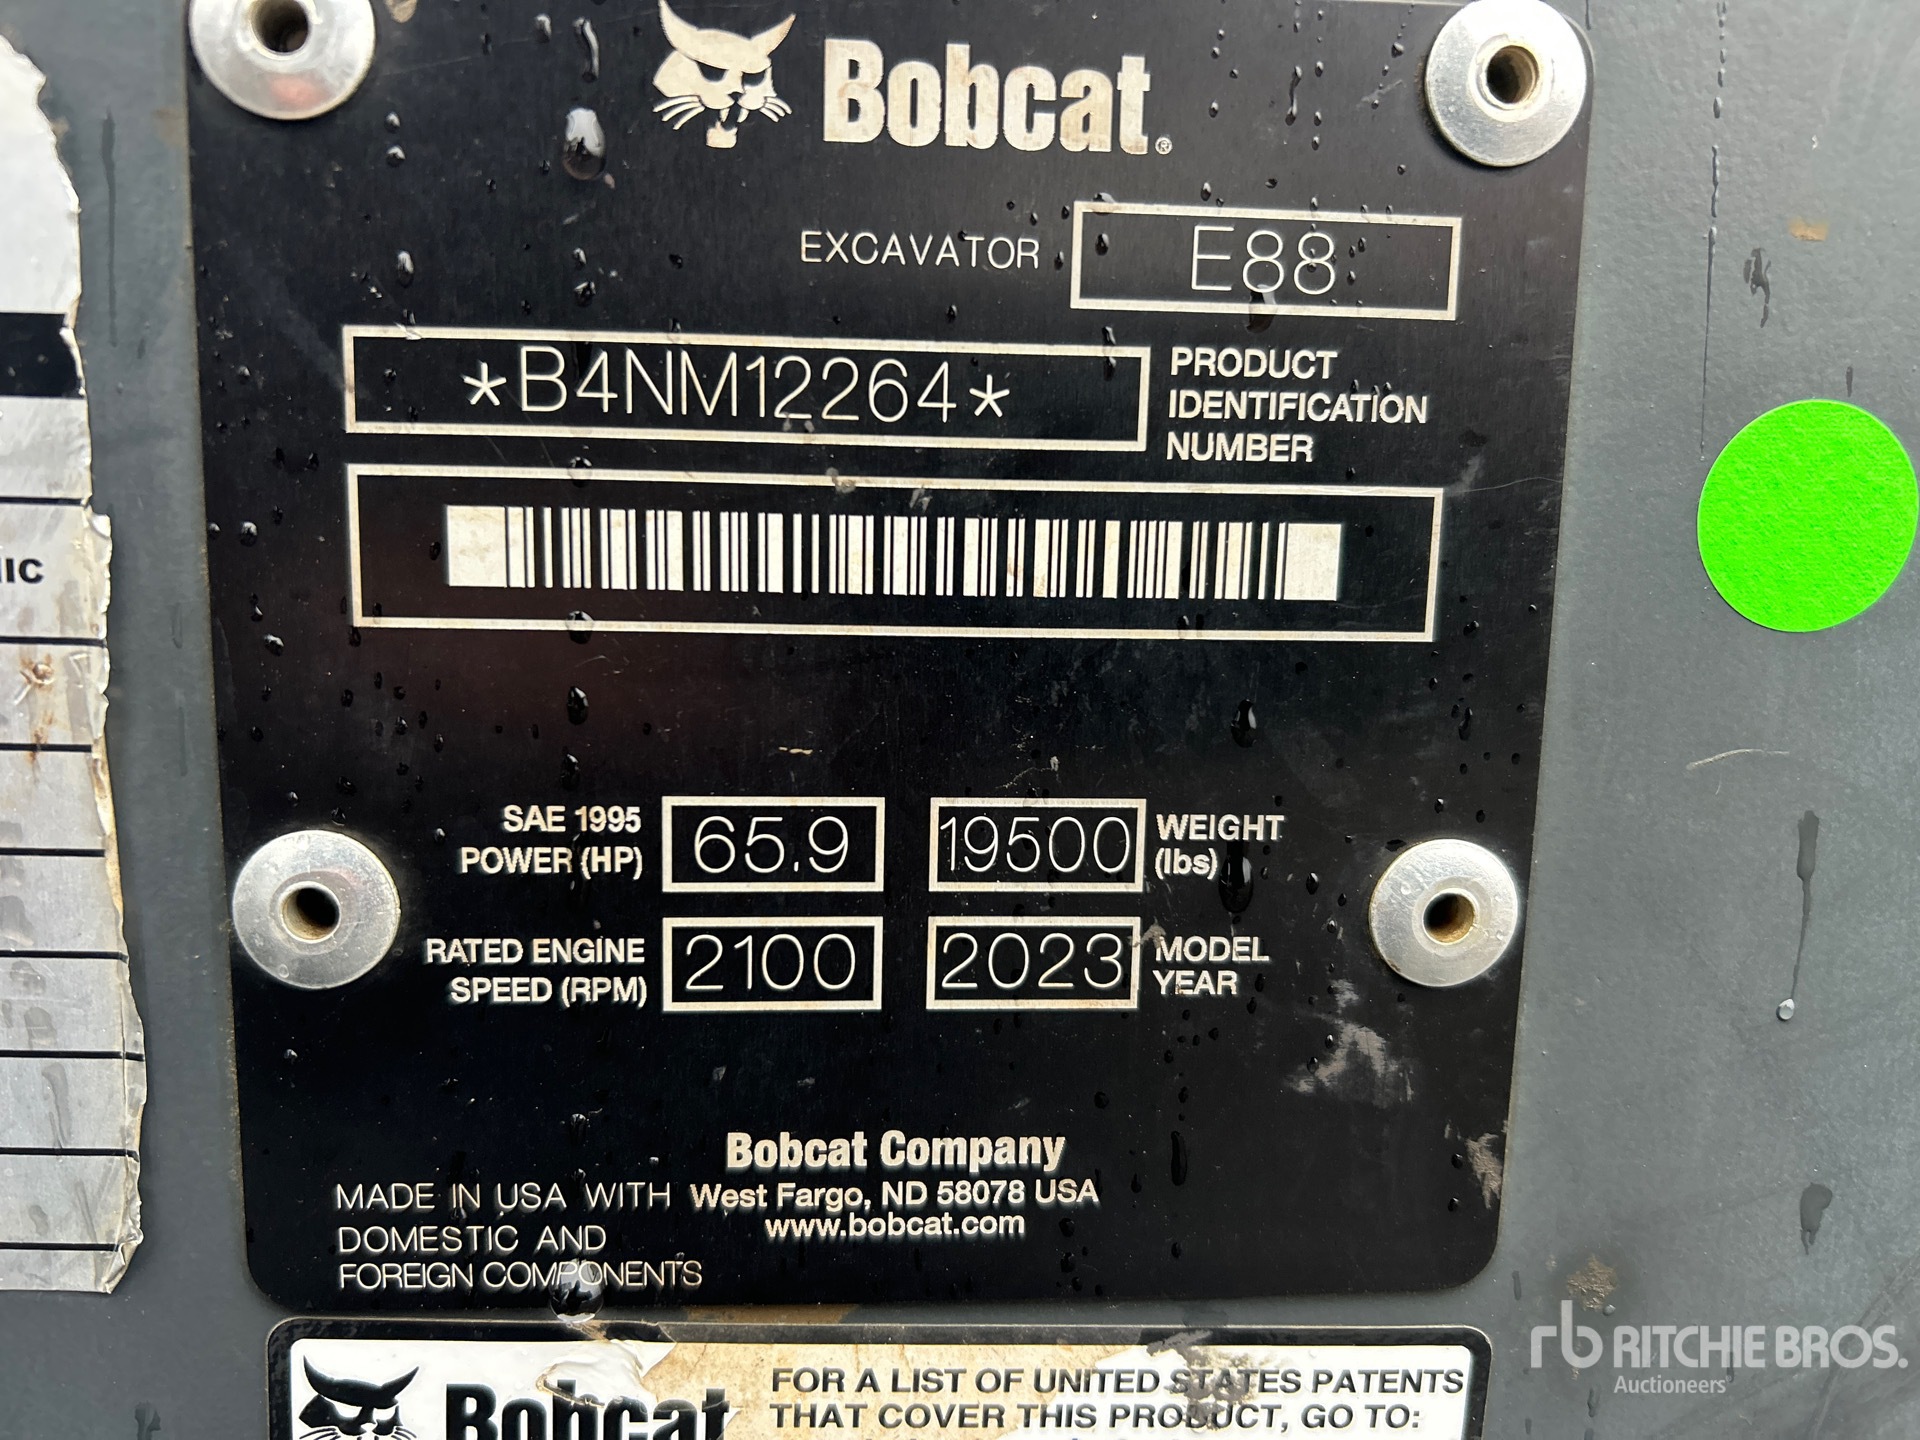 Bobcat®
EXCAVATOR E88
*B4NM12264*
PRODUCT
IDENTIFICATION
NUMBER
IIC
SAE 1995
POWER (HP)
65.9
19500
WEIGHT
(lbs)
RATED ENGINE
SPEED (RPM)
2100
2023
MODEL
YEAR
Bobcat Company
West Fargo, ND 58078 USA
www.bobcat.com
MADE IN USA WITH
DOMESTIC AND
FOREIGN COMPONENTS
Bobcat
FOR A LIST OF UNITED STATES PATENTS
THAT COVER THIS PRODUCT, GO TO:
rb RITCHIE BROS.
Auctioneers